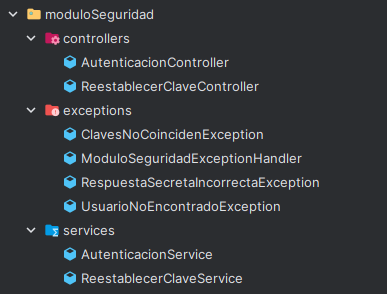 moduloSeguridad
controllers
AutenticacionController
ReestablecerClaveController
exceptions
ClavesNoCoincidenException
ModuloSeguridadExceptionHandler
RespuestaSecretaIncorrectaException
UsuarioNoEncontradoException
services
AutenticacionService
ReestablecerClaveService